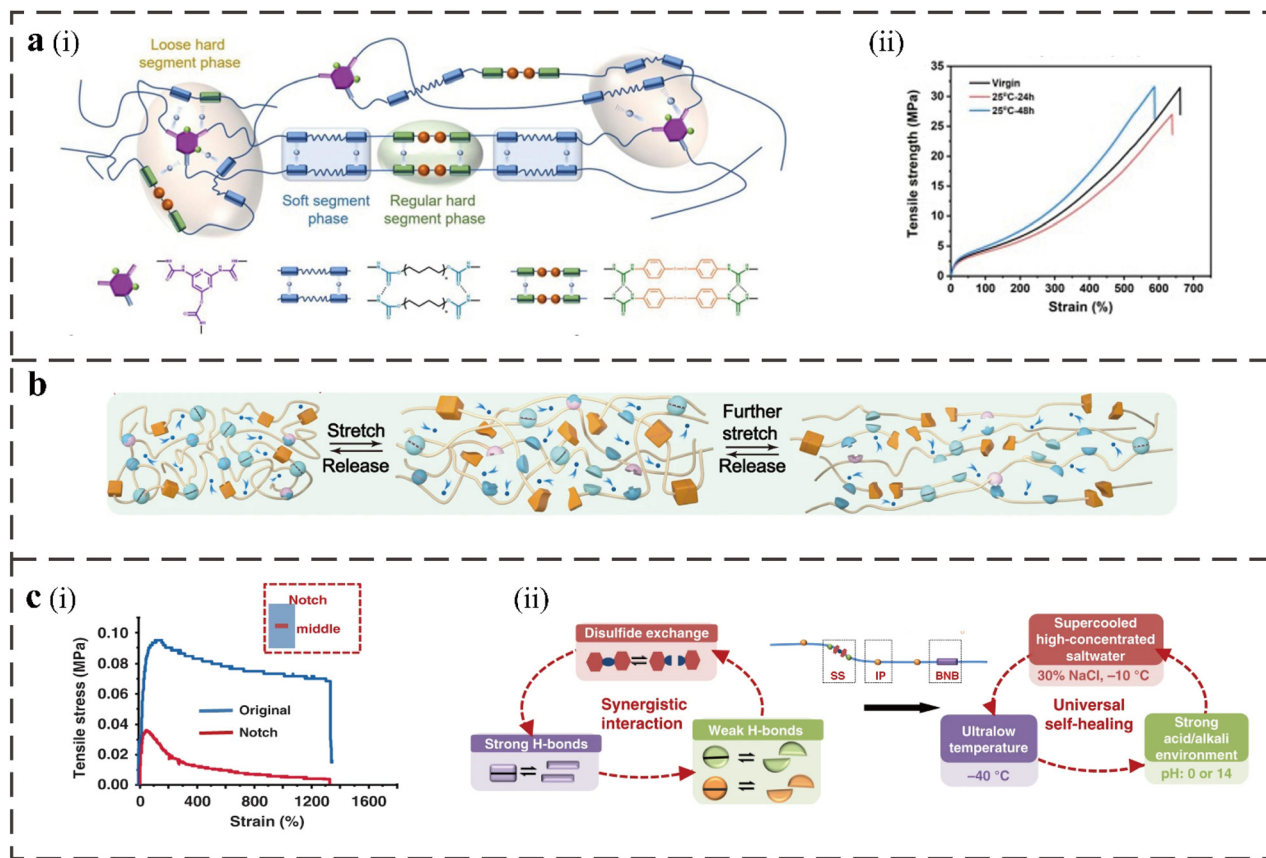 a (i)
Loose hard
segment phase
Soft segment
phase
Regular hard
segment phase
(ii)
Tensile strength (MPa)
35
30
25
20
15
10
5
0
Virgin
25°C-24h
25°C-48h
0 100 200 300 400 500 600 700
Strain (%)
b
Stretch
Release
Further
stretch
Release
c (i)
Notch
middle
Tensile stress (MPa)
0.10
0.08
0.06
0.04
0.02
0.00
Original
Notch
0 400 800 1200 1600
Strain (%)
(ii)
Disulfide exchange
Synergistic
interaction
Strong H-bonds
Weak H-bonds
SS IP BNB
Supercooled
high-concentrated
saltwater
30% NaCl, –10 °C
Universal
self-healing
Ultralow
temperature
–40 °C
Strong
acid/alkali
environment
pH: 0 or 14